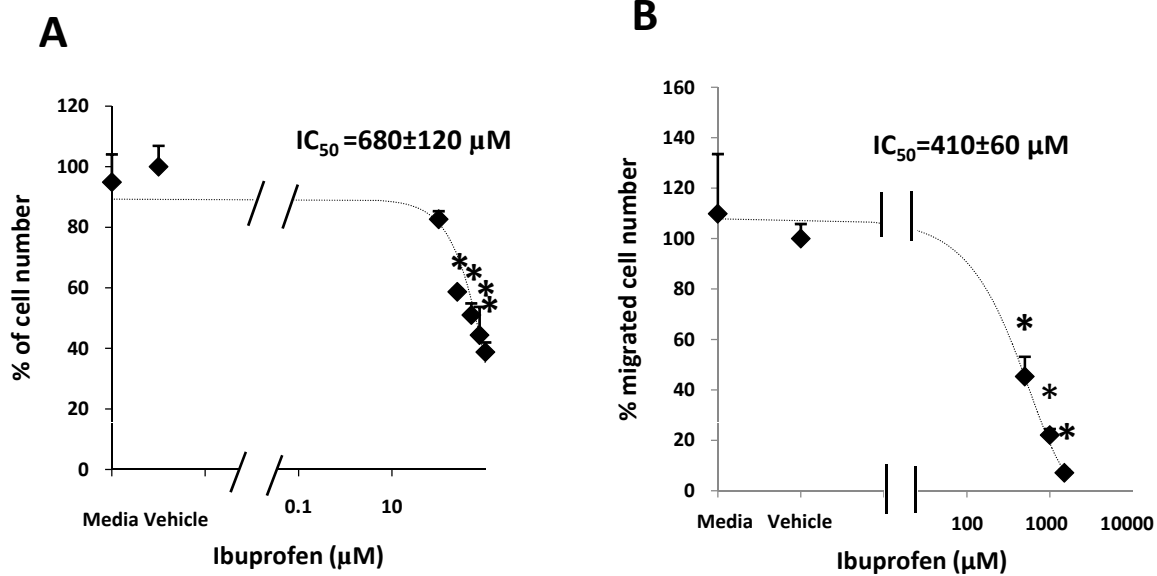 A
% of cell number
120
100
80
60
40
20
0
IC50 =680±120 µM
* * * *
Media Vehicle
0.1
10
Ibuprofen (µM)
B
% migrated cell number
160
140
120
100
80
60
40
20
0
IC50=410±60 µM
*
*
*
Media Vehicle
100
1000
10000
Ibuprofen (µM)